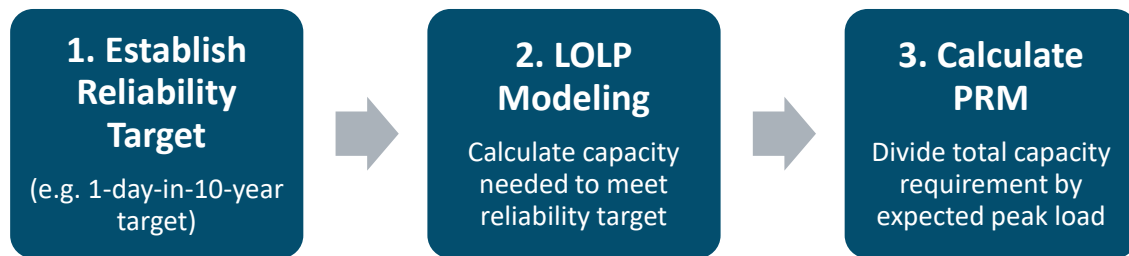 1. Establish
Reliability
Target
(e.g. 1-day-in-10-year
target)
2. LOLP
Modeling
Calculate capacity
needed to meet
reliability target
3. Calculate
PRM
Divide total capacity
requirement by
expected peak load